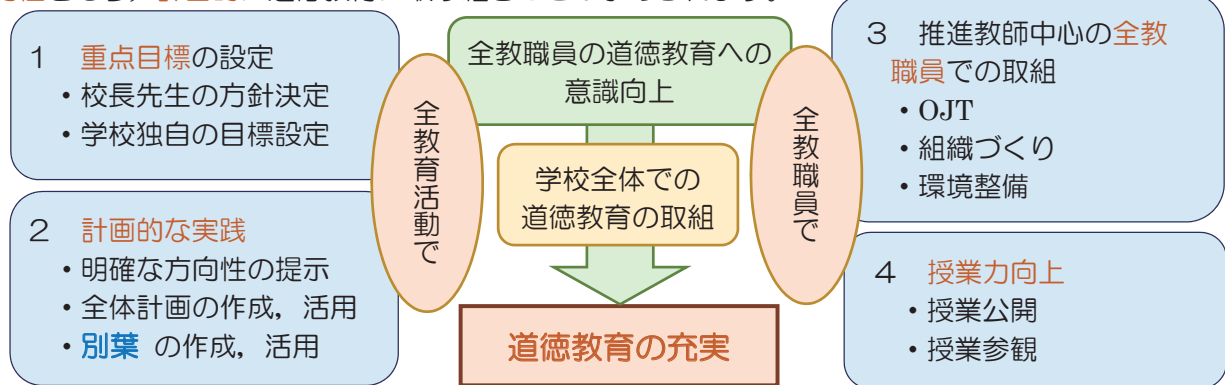 1　重点目標の設定
・校長先生の方針決定
・学校独自の目標設定
2　計画的な実践
・明確な方向性の提示
・全体計画の作成，活用
・別葉 の作成，活用
全教育活動で
全教職員の道徳教育への
意識向上
学校全体での
道徳教育の取組
道徳教育の充実
全教職員で
3　推進教師中心の全教
職員での取組
・OJT
・組織づくり
・環境整備
4　授業力向上
・授業公開
・授業参観